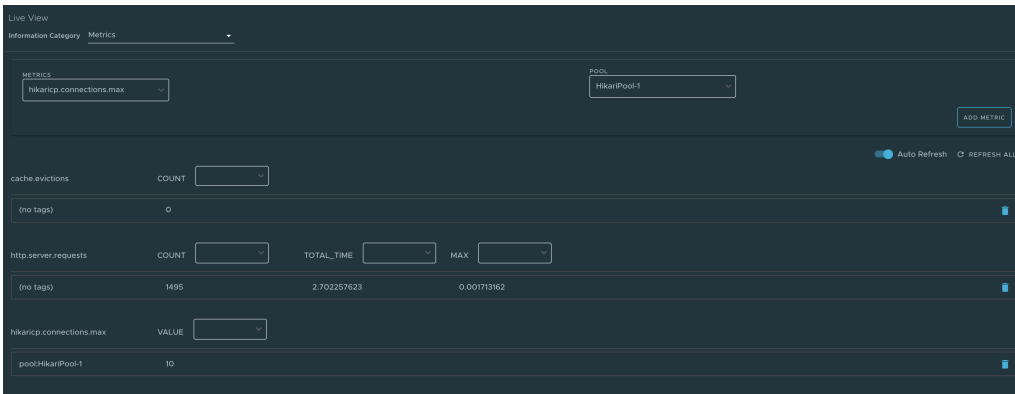 Live View
Information Category Metrics
METRICS POOL
hikaricp.connections.max HikariPool-1
ADD METRIC
Auto Refresh REFRESH ALL
cache.evictions COUNT
(no tags) 0
http.server.requests COUNT TOTAL_TIME MAX
(no tags) 1495 2.702257623 0.001713162
hikaricp.connections.max VALUE
pool:HikariPool-1 10